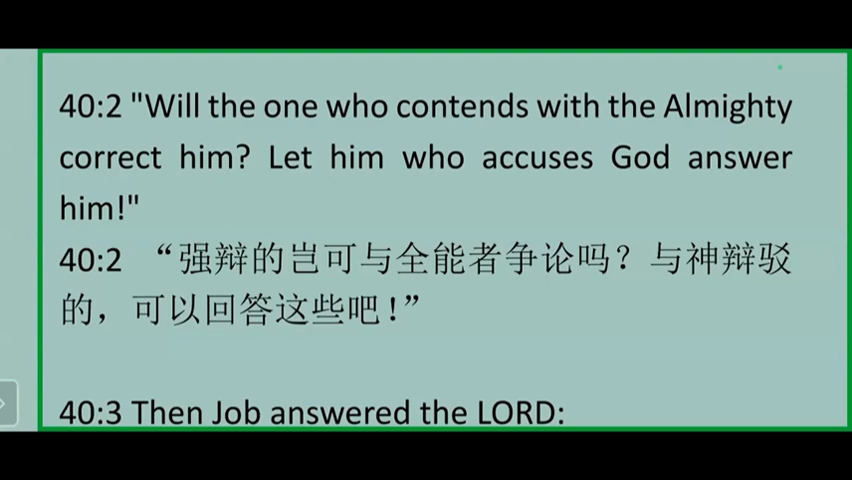 40:2 "Will the one who contends with the Almighty
correct him? Let him who accuses God answer
him!"
40:2 “强辩的岂可与全能者争论吗？与神辩驳
的，可以回答这些吧！”
40:3 Then Job answered the LORD: